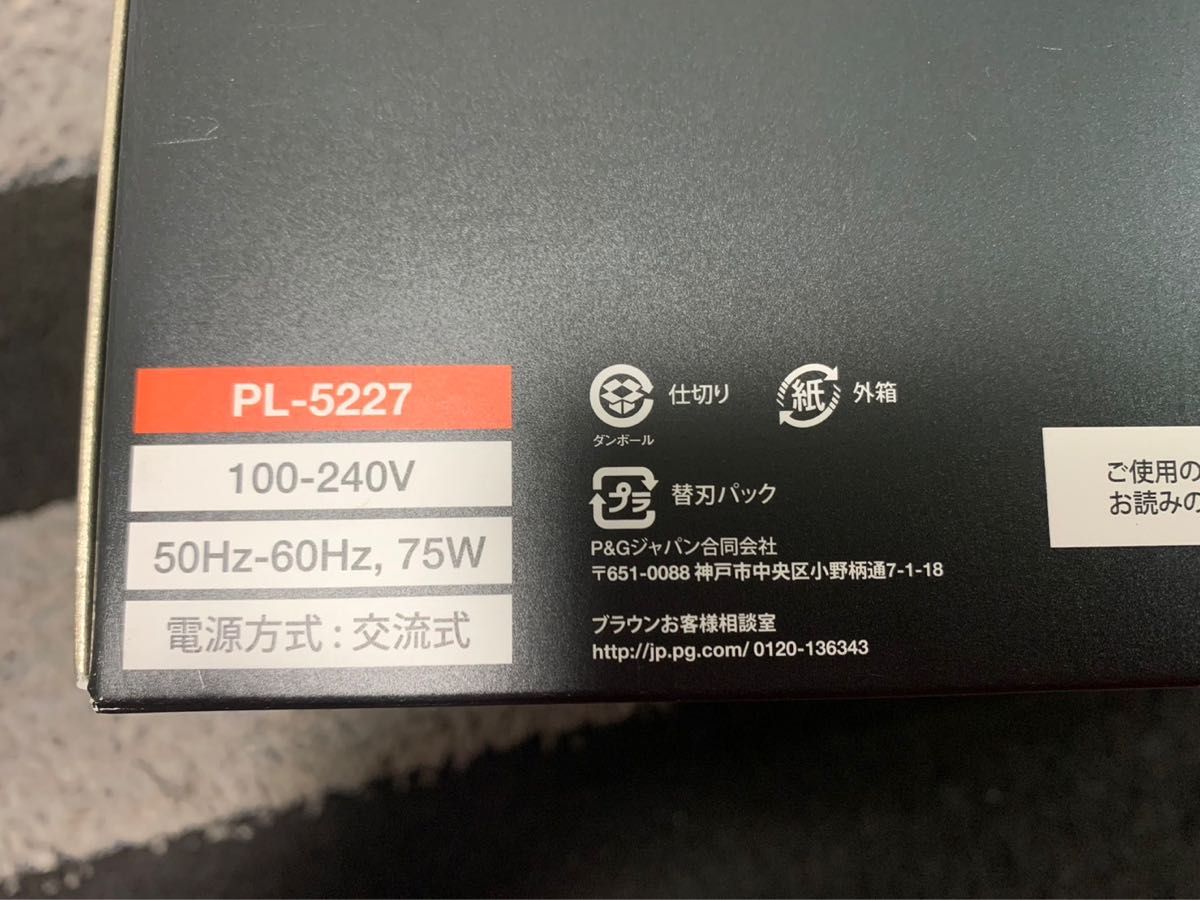 PL-5227
100-240V
50Hz-60Hz, 75W
電源方式：交流式
仕切り
ダンボール
紙 外箱
プラ 替刃パック
P&Gジャパン合同会社
〒651-0088 神戸市中央区小野柄通7-1-18
ブラウンお客様相談室
http://jp.pg.com/ 0120-136343
ご使用の
お読みの